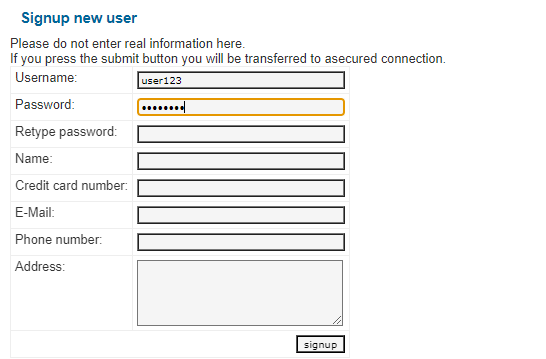 Signup new user
Please do not enter real information here.
If you press the submit button you will be transferred to asecured connection.
Username: user123
Password: ••••••••
Retype password:
Name:
Credit card number:
E-Mail:
Phone number:
Address:
signup